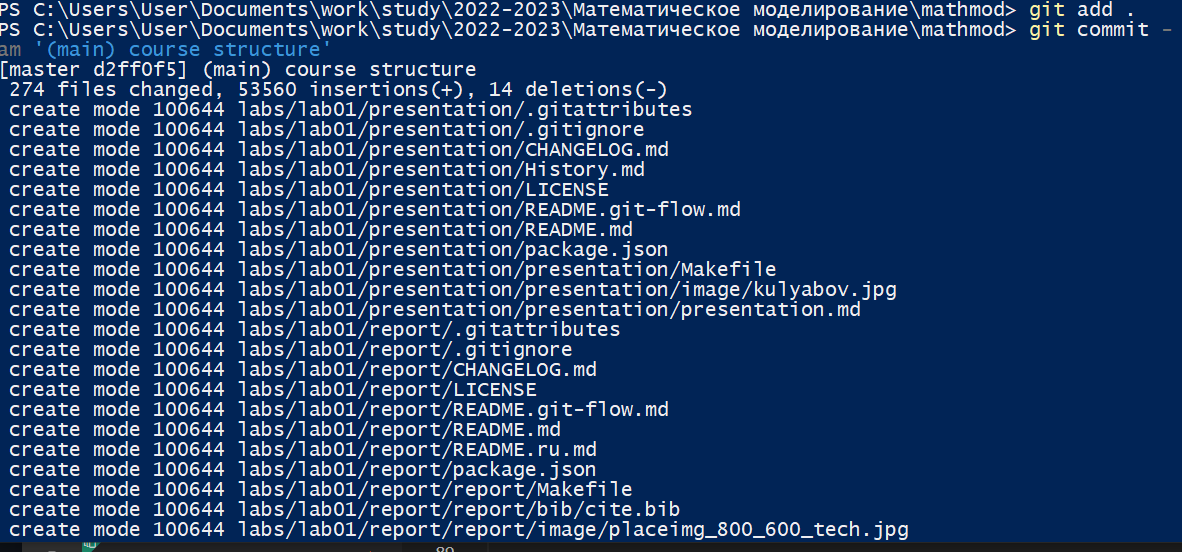 PS C:\Users\User\Documents\work\study\2022-2023\Математическое моделирование\mathmod> git add .
PS C:\Users\User\Documents\work\study\2022-2023\Математическое моделирование\mathmod> git commit -
am '(main) course structure'
[master d2ff0f5] (main) course structure
274 files changed, 53560 insertions(+), 14 deletions(-)
create mode 100644 labs/lab01/presentation/.gitattributes
create mode 100644 labs/lab01/presentation/.gitignore
create mode 100644 labs/lab01/presentation/CHANGELOG.md
create mode 100644 labs/lab01/presentation/History.md
create mode 100644 labs/lab01/presentation/LICENSE
create mode 100644 labs/lab01/presentation/README.git-flow.md
create mode 100644 labs/lab01/presentation/README.md
create mode 100644 labs/lab01/presentation/package.json
create mode 100644 labs/lab01/presentation/presentation/Makefile
create mode 100644 labs/lab01/presentation/presentation/image/kulyabov.jpg
create mode 100644 labs/lab01/presentation/presentation/presentation.md
create mode 100644 labs/lab01/report/.gitattributes
create mode 100644 labs/lab01/report/.gitignore
create mode 100644 labs/lab01/report/CHANGELOG.md
create mode 100644 labs/lab01/report/LICENSE
create mode 100644 labs/lab01/report/README.git-flow.md
create mode 100644 labs/lab01/report/README.md
create mode 100644 labs/lab01/report/README.ru.md
create mode 100644 labs/lab01/report/package.json
create mode 100644 labs/lab01/report/report/Makefile
create mode 100644 labs/lab01/report/report/bib/cite.bib
create mode 100644 labs/lab01/report/report/image/placeimg_800_600_tech.jpg